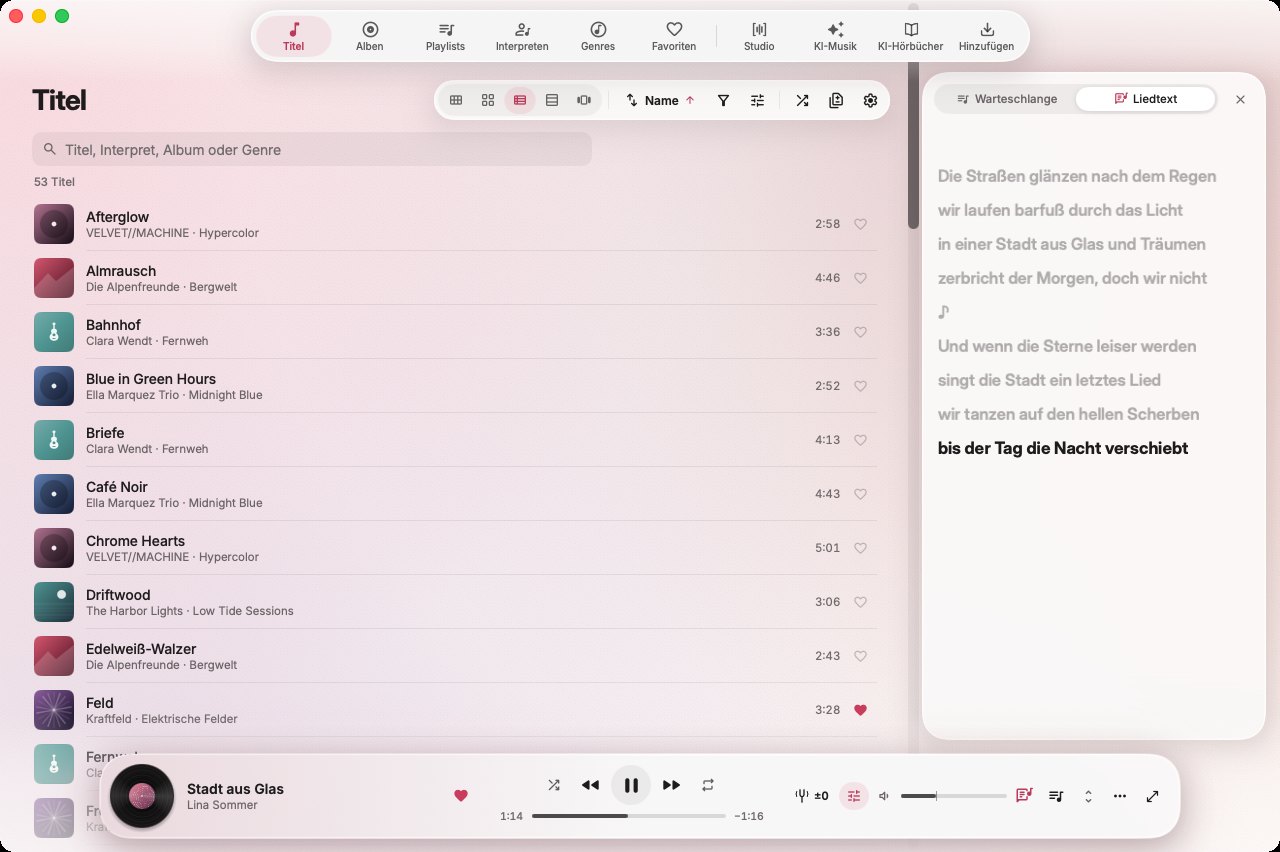 Titel
Alben
Playlists
Interpreten
Genres
Favoriten
Studio
KI-Musik
KI-Hörbücher
Hinzufügen
Titel
Name
Titel, Interpret, Album oder Genre
53 Titel
Afterglow
VELVET//MACHINE · Hypercolor
2:58
Almrausch
Die Alpenfreunde · Bergwelt
4:46
Bahnhof
Clara Wendt · Fernweh
3:36
Blue in Green Hours
Ella Marquez Trio · Midnight Blue
2:52
Briefe
Clara Wendt · Fernweh
4:13
Café Noir
Ella Marquez Trio · Midnight Blue
4:43
Chrome Hearts
VELVET//MACHINE · Hypercolor
5:01
Driftwood
The Harbor Lights · Low Tide Sessions
3:06
Edelweiß-Walzer
Die Alpenfreunde · Bergwelt
2:43
Feld
Kraftfeld · Elektrische Felder
3:28
Warteschlange
Liedtext
Die Straßen glänzen nach dem Regen
wir laufen barfuß durch das Licht
in einer Stadt aus Glas und Träumen
zerbricht der Morgen, doch wir nicht
♪
Und wenn die Sterne leiser werden
singt die Stadt ein letztes Lied
wir tanzen auf den hellen Scherben
bis der Tag die Nacht verschiebt
Stadt aus Glas
Lina Sommer
1:14
−1:16
±0